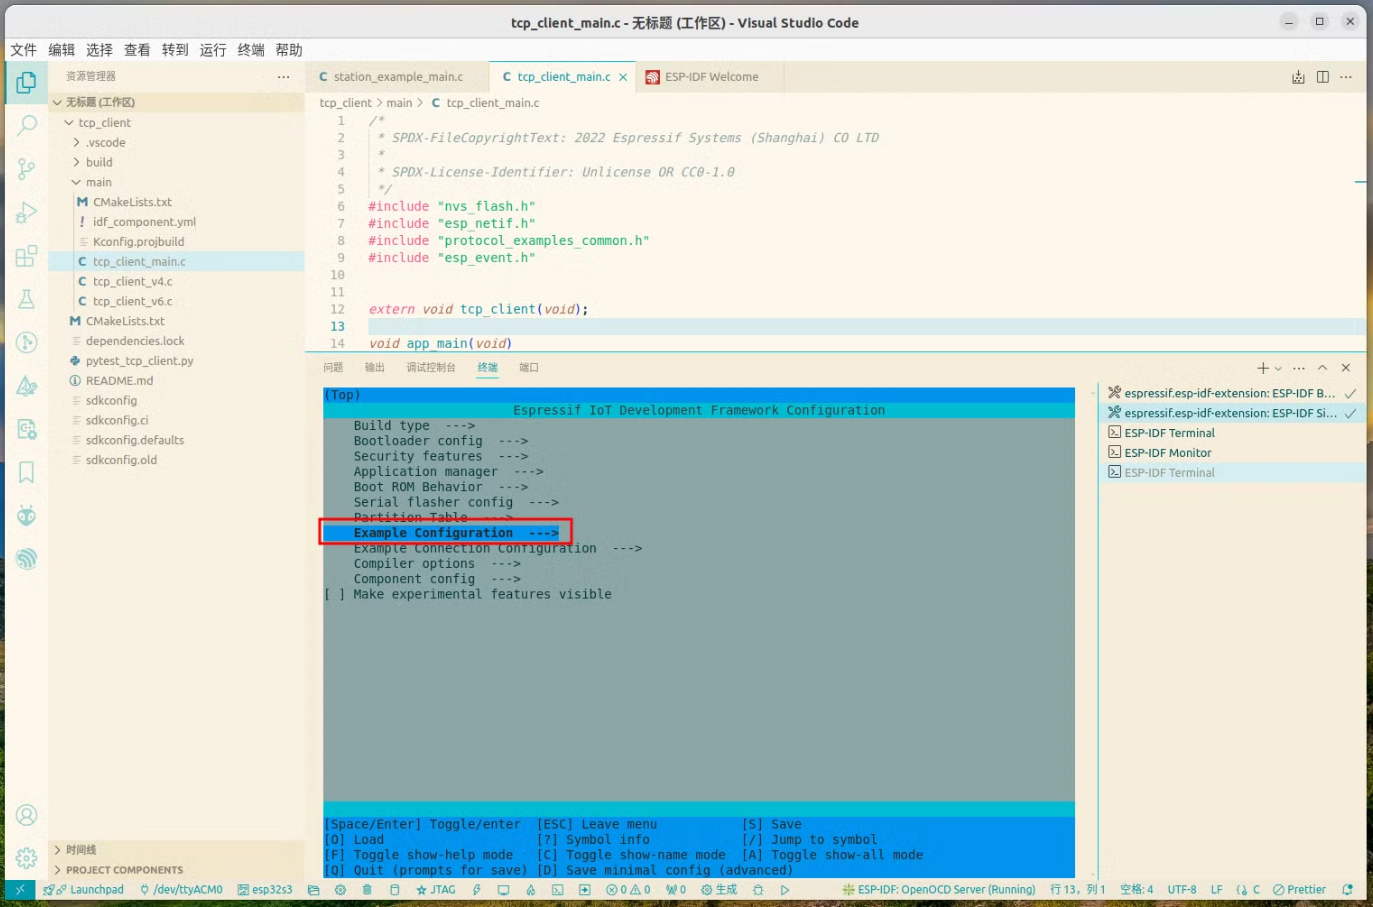 tcp_client_main.c - 无标题 (工作区) - Visual Studio Code
文件 编辑 选择 查看 转到 运行 终端 帮助
资源管理器
无标题 (工作区)
tcp_client
.vscode
build
main
CMakeLists.txt
idf_component.yml
Kconfig.projbuild
tcp_client_main.c
tcp_client_v4.c
tcp_client_v6.c
CMakeLists.txt
dependencies.lock
pytest_tcp_client.py
README.md
sdkconfig
sdkconfig.ci
sdkconfig.defaults
sdkconfig.old
时间线
PROJECT COMPONENTS
station_example_main.c
tcp_client_main.c
ESP-IDF Welcome
tcp_client > main > C tcp_client_main.c
1 /*
2 * SPDX-FileCopyrightText: 2022 Espressif Systems (Shanghai) CO LTD
3 *
4 * SPDX-License-Identifier: Unlicense OR CC0-1.0
5 */
6 #include "nvs_flash.h"
7 #include "esp_netif.h"
8 #include "protocol_examples_common.h"
9 #include "esp_event.h"
10
11
12 extern void tcp_client(void);
13
14 void app_main(void)
问题 输出 调试控制台 终端 端口
(Top)
Espressif IoT Development Framework Configuration
Build type --->
Bootloader config --->
Security features --->
Application manager --->
Boot ROM Behavior --->
Serial flasher config --->
Partition Table --->
Example Configuration --->
Example Connection Configuration --->
Compiler options --->
Component config --->
[ ] Make experimental features visible
[Space/Enter] Toggle/enter [ESC] Leave menu [S] Save
[O] Load [?] Symbol info [/] Jump to symbol
[F] Toggle show-help mode [C] Toggle show-name mode [A] Toggle show-all mode
[Q] Quit (prompts for save) [D] Save minimal config (advanced)
espressif.esp-idf-extension: ESP-IDF B...
espressif.esp-idf-extension: ESP-IDF Si...
ESP-IDF Terminal
ESP-IDF Monitor
ESP-IDF Terminal
Launchpad /dev/ttyACM0 esp32s3 JTAG 0 0 0 生成 ESP-IDF: OpenOCD Server (Running) 行 13, 列 1 空格: 4 UTF-8 LF C Prettier